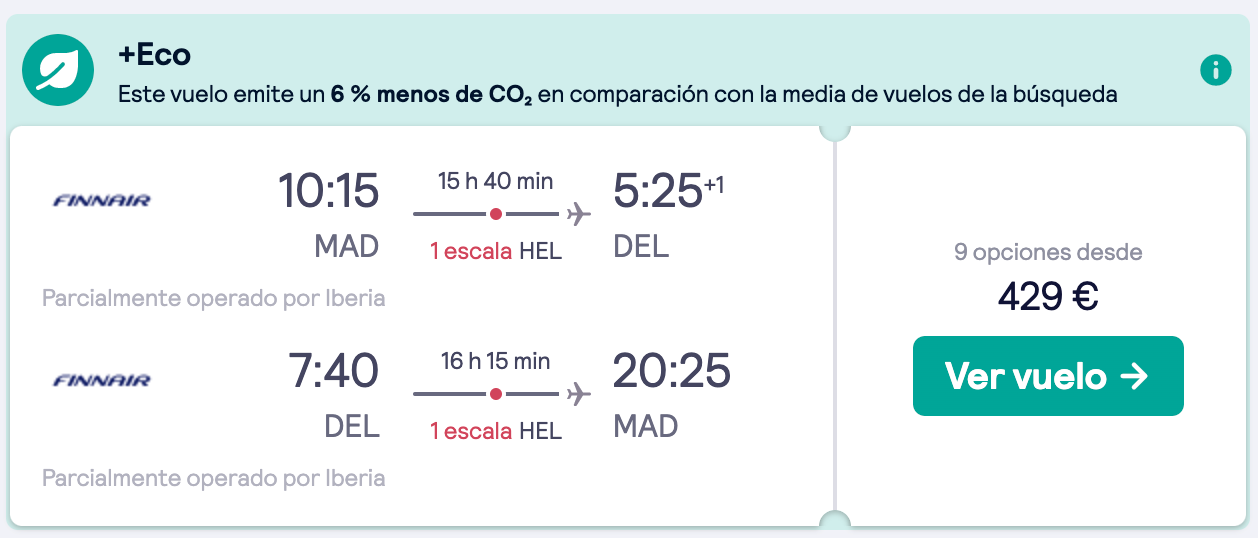 +Eco
Este vuelo emite un 6 % menos de CO₂ en comparación con la media de vuelos de la búsqueda
FINNAIR
10:15
15 h 40 min
5:25+1
MAD
1 escala HEL
DEL
Parcialmente operado por Iberia
FINNAIR
7:40
16 h 15 min
20:25
DEL
1 escala HEL
MAD
Parcialmente operado por Iberia
9 opciones desde
429 €
Ver vuelo →